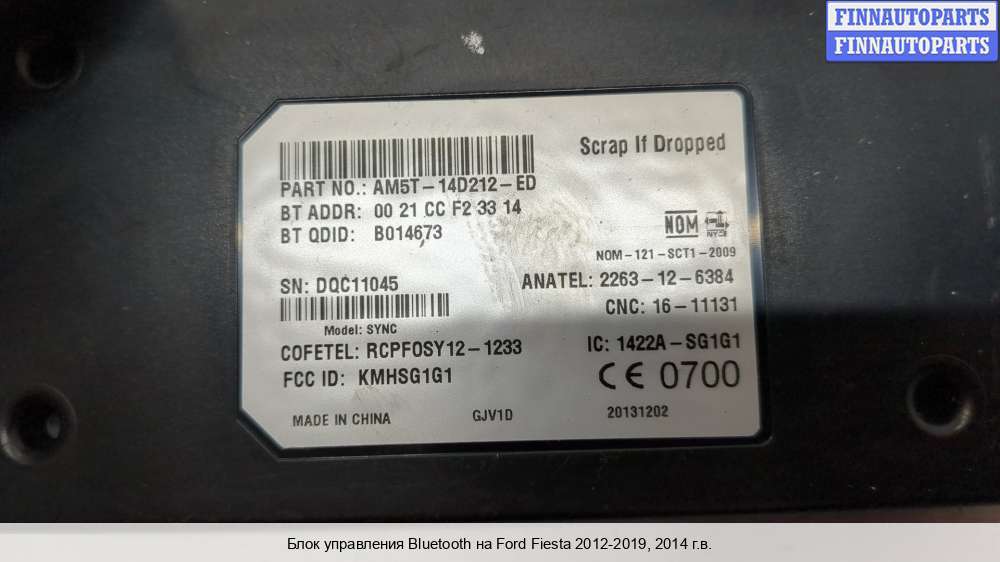 FINNAUTOPARTS
FINNAUTOPARTS
Scrap If Dropped
PART NO.: AM5T-14D212-ED
BT ADDR: 00 21 CC F2 33 14
BT QDID: B014673
NOM
NYCE
NOM-121-SCT1-2009
SN: DQC11045
ANATEL: 2263-12-6384
CNC: 16-11131
Model: SYNC
COFETEL: RCPFOSY12-1233
IC: 1422A-SG1G1
FCC ID: KMHSG1G1
CE 0700
MADE IN CHINA
GJV1D
20131202
Блок управления Bluetooth на Ford Fiesta 2012-2019, 2014 г.в.